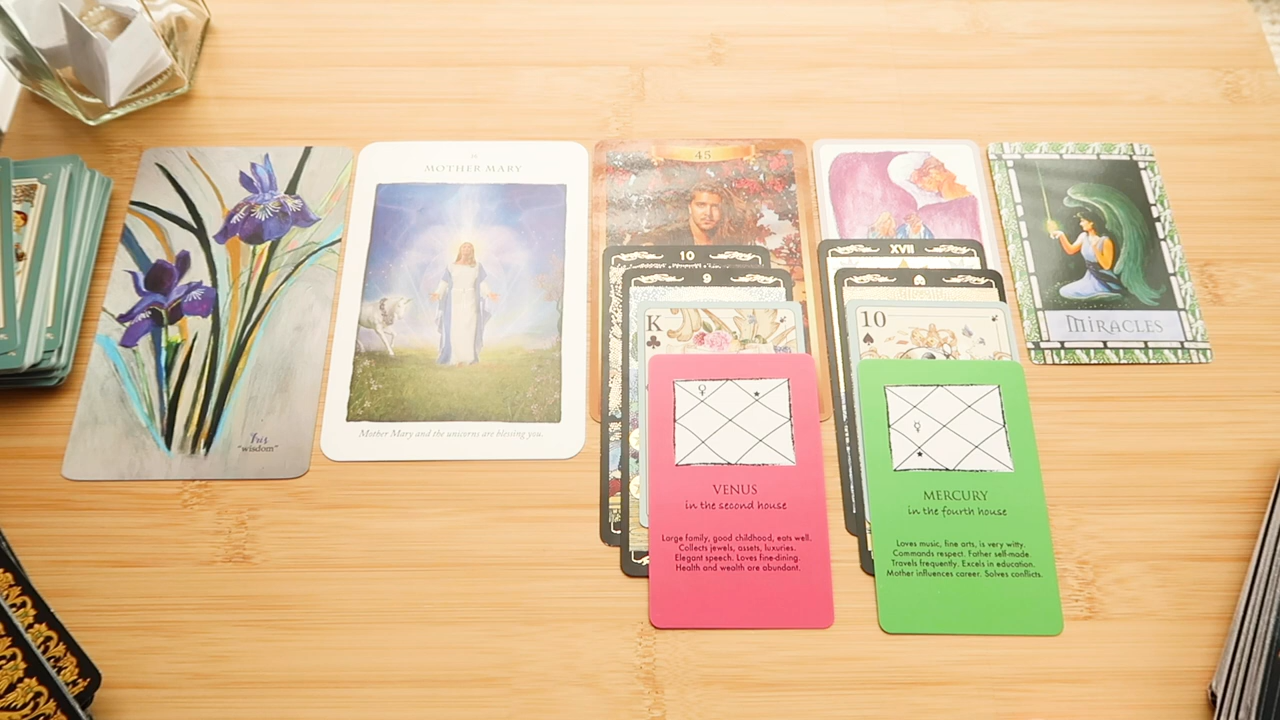 Iris
"wisdom"
MOTHER MARY
Mother Mary and the unicorns are blessing you.
45
10
9
K
VENUS
in the second house
Large family, good childhood, eats well.
Collects jewels, assets, luxuries.
Elegant speech. Loves fine-dining.
Health and wealth are abundant.
XVII
10
MERCURY
in the fourth house
Loves music, fine arts, is very witty.
Commands respect. Father self-made.
Travels frequently. Excels in education.
Mother influences career. Solves conflicts.
MIRACLES